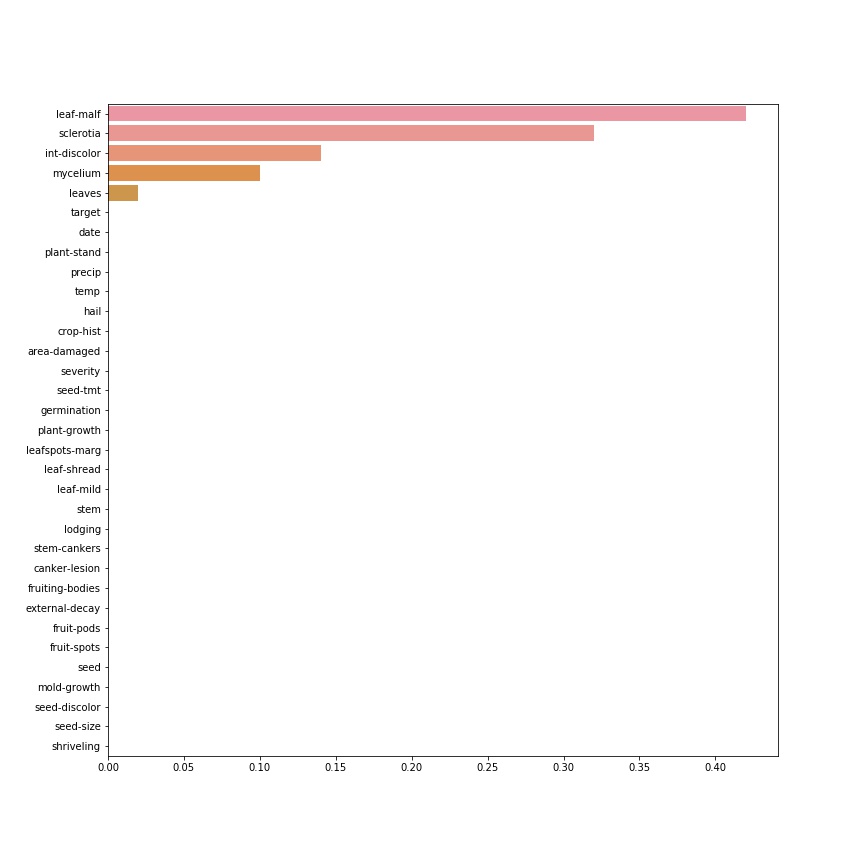 leaf-malf
sclerotia
int-discolor
mycelium
leaves
target
date
plant-stand
precip
temp
hail
crop-hist
area-damaged
severity
seed-tmt
germination
plant-growth
leafspots-marg
leaf-shread
leaf-mild
stem
lodging
stem-cankers
canker-lesion
fruiting-bodies
external-decay
fruit-pods
fruit-spots
seed
mold-growth
seed-discolor
seed-size
shriveling
0.00 0.05 0.10 0.15 0.20 0.25 0.30 0.35 0.40